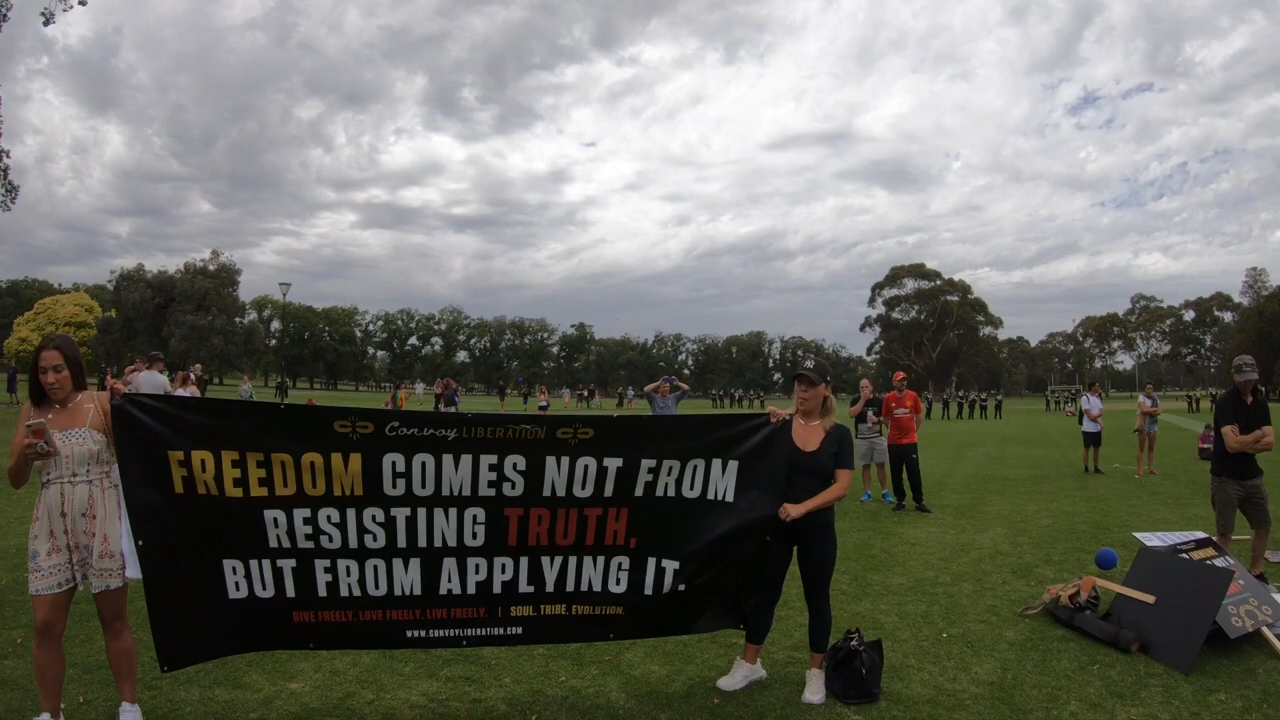 Convoy LIBERATION
FREEDOM COMES NOT FROM
RESISTING TRUTH,
BUT FROM APPLYING IT.
GIVE FREELY. LOVE FREELY. LIVE FREELY. | SOUL. TRIBE. EVOLUTION.
WWW.CONVOYLIBERATION.COM
IMMUNE